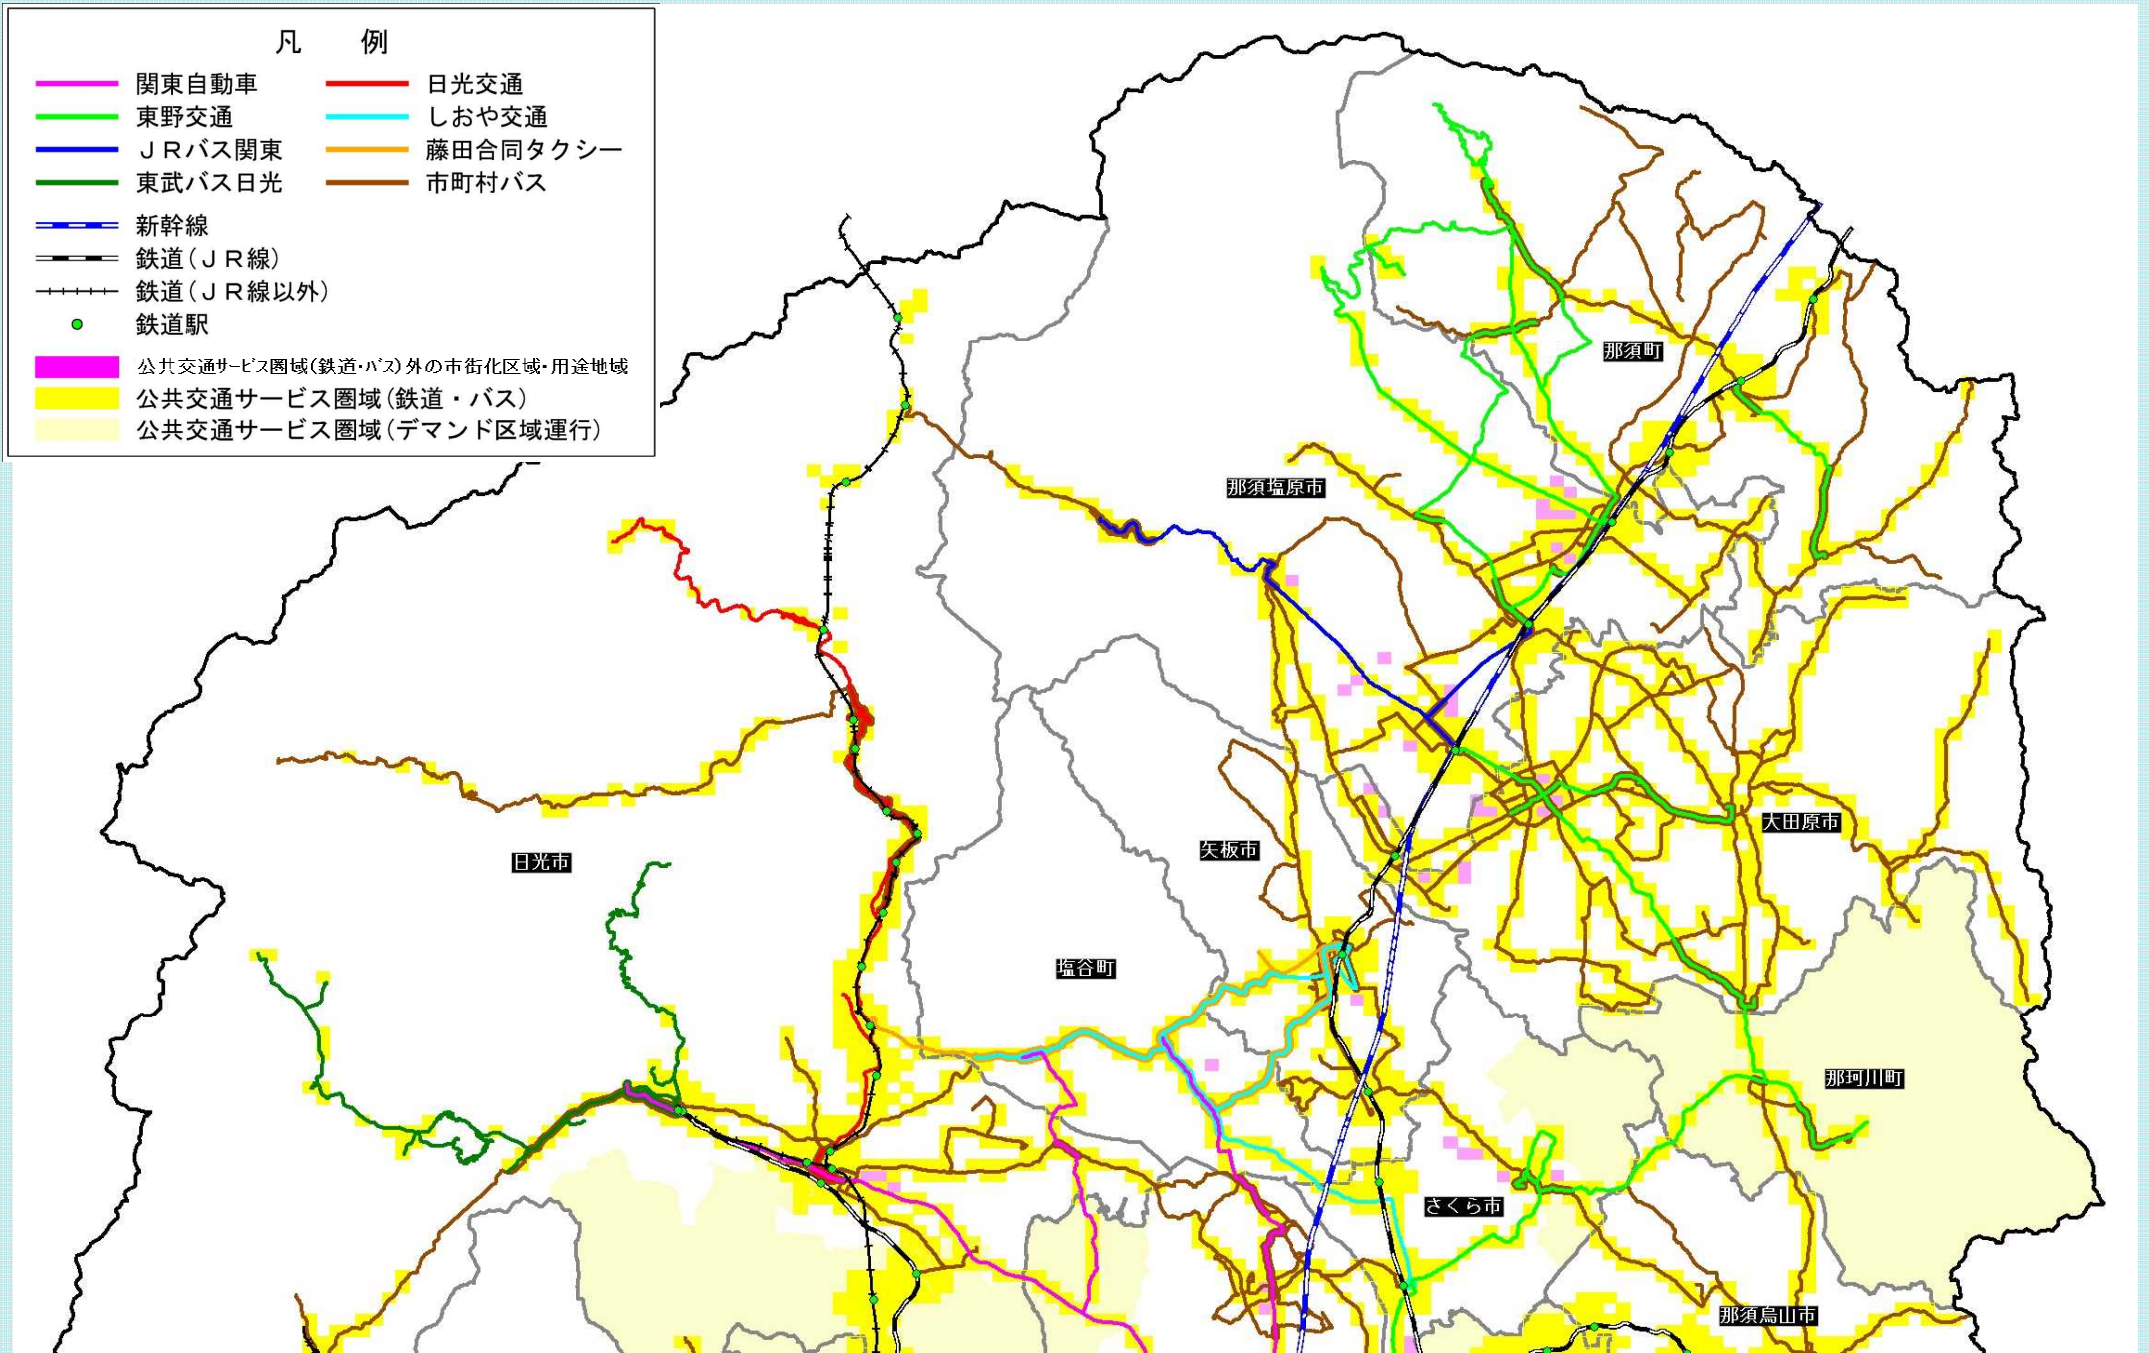 凡 例
関東自動車
日光交通
東野交通
しおや交通
JRバス関東
藤田合同タクシー
東武バス日光
市町村バス
新幹線
鉄道(JR線)
鉄道(JR線以外)
鉄道駅
公共交通サービス圏域(鉄道・バス)外の市街化区域・用途地域
公共交通サービス圏域(鉄道・バス)
公共交通サービス圏域(デマンド区域運行)
那須町
那須塩原市
大田原市
矢板市
日光市
塩谷町
那珂川町
さくら市
那須烏山市